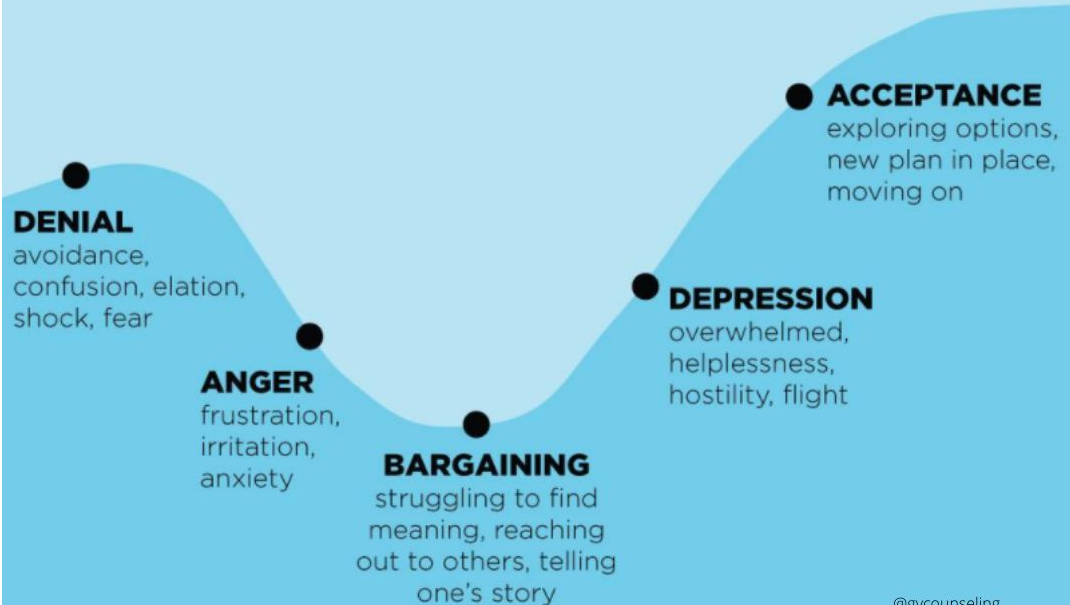 DENIAL
avoidance,
confusion, elation,
shock, fear
ANGER
frustration,
irritation,
anxiety
BARGAINING
struggling to find
meaning, reaching
out to others, telling
one's story
DEPRESSION
overwhelmed,
helplessness,
hostility, flight
ACCEPTANCE
exploring options,
new plan in place,
moving on